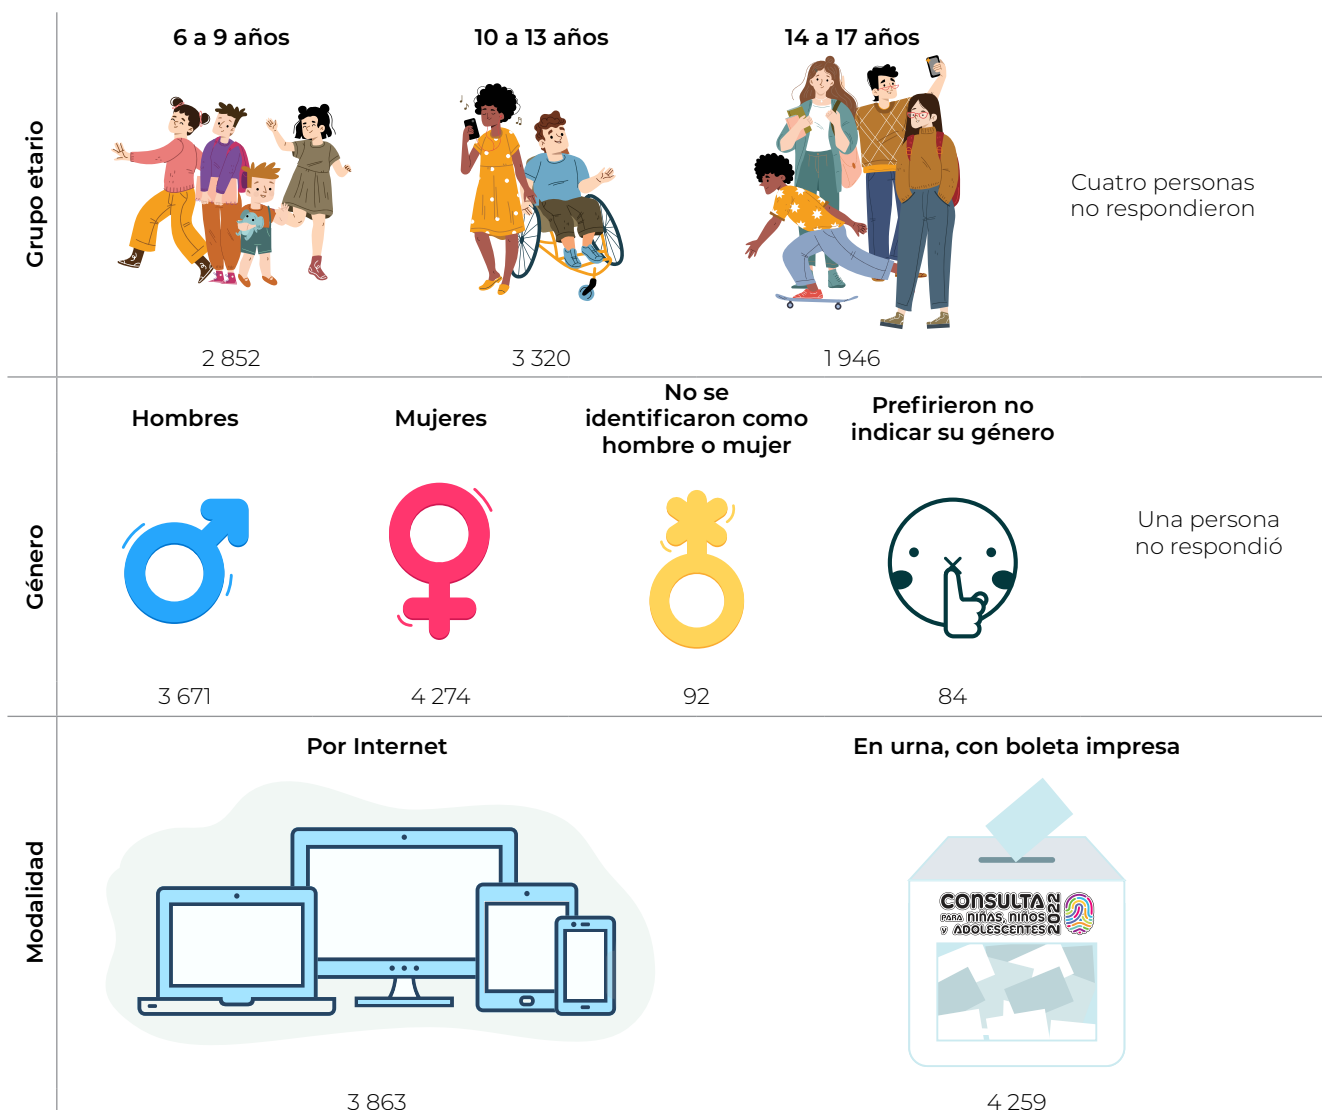 Grupo etario
6 a 9 años
10 a 13 años
14 a 17 años
Cuatro personas
no respondieron
2 852
3 320
1 946
Género
Hombres
Mujeres
No se
identificaron como
hombre o mujer
Prefirieron no
indicar su género
Una persona
no respondió
3 671
4 274
92
84
Modalidad
Por Internet
En urna, con boleta impresa
CONSULTA
PARA NIÑAS, NIÑOS
y ADOLESCENTES
2022
3 863
4 259